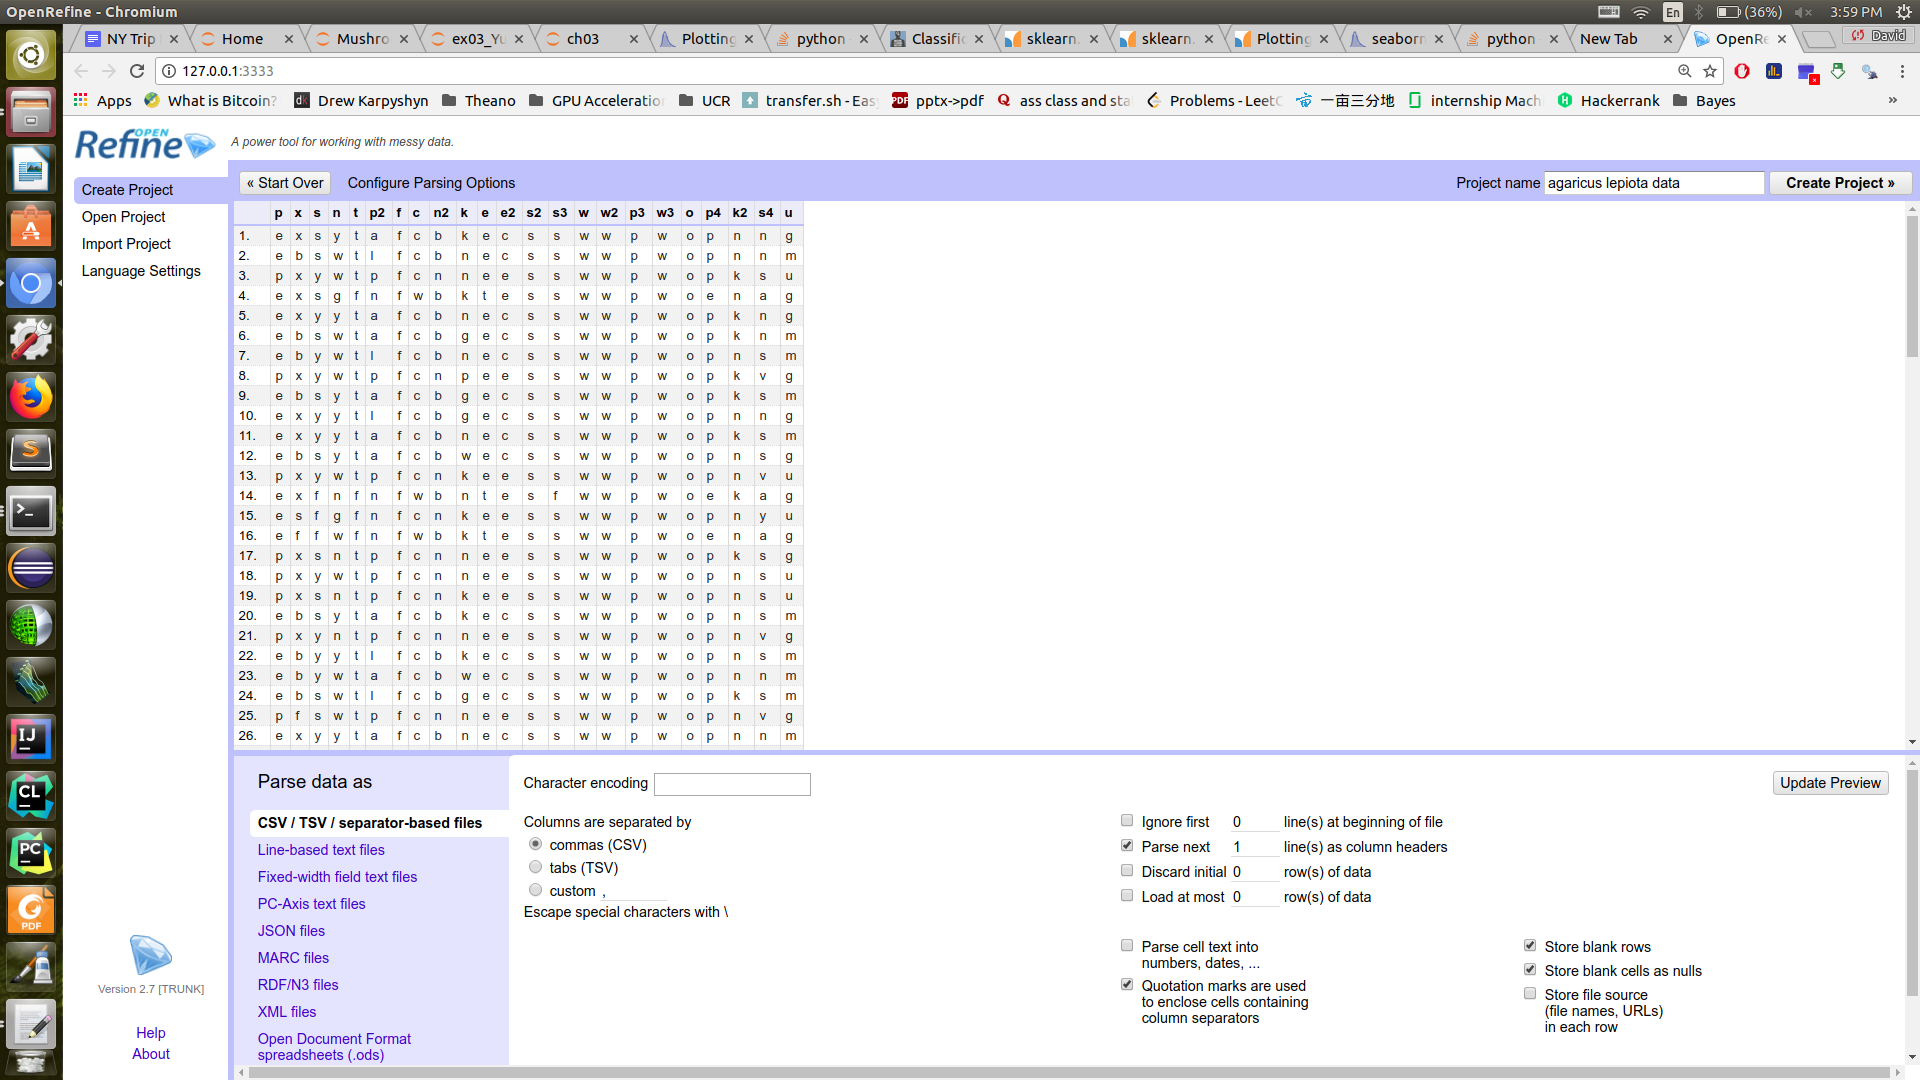 OpenRefine - Chromium
En (36%) 3:59 PM
NY Trip Home Mushro ex03_Yu ch03 Plotting python Classific sklearn. sklearn. Plotting seaborn python New Tab OpenRe David
127.0.0.1:3333
Apps What is Bitcoin? dk Drew Karpyshyn Theano GPU Acceleratio UCR transfer.sh - Eas PDF pptx->pdf ass class and sta Problems - LeetC 一亩三分地 internship Mach Hackerrank Bayes »
OPEN
Refine A power tool for working with messy data.
Create Project
Open Project
Import Project
Language Settings
« Start Over Configure Parsing Options Project name agaricus lepiota data Create Project »
p x s n t p2 f c n2 k e e2 s2 s3 w w2 p3 w3 o p4 k2 s4 u
1. e x s y t a f c b k e c s s w w p w o p n n g
2. e b s w t l f c b n e c s s w w p w o p n n m
3. p x y w t p f c n n e e s s w w p w o p k s u
4. e x s g f n f w b k t e s s w w p w o e n a g
5. e x y y t a f c b n e c s s w w p w o p k n g
6. e b s w t a f c b g e c s s w w p w o p k n m
7. e b y w t l f c b n e c s s w w p w o p n s m
8. p x y w t p f c n p e e s s w w p w o p k v g
9. e b s y t a f c b g e c s s w w p w o p k s m
10. e x y y t l f c b g e c s s w w p w o p n n g
11. e x y y t a f c b n e c s s w w p w o p k s m
12. e b s y t a f c b w e c s s w w p w o p n s g
13. p x y w t p f c n k e e s s w w p w o p n v u
14. e x f n f n f w b n t e s f w w p w o e k a g
15. e s f g f n f c n k e e s s w w p w o p n y u
16. e f f w f n f w b k t e s s w w p w o e n a g
17. p x s n t p f c n n e e s s w w p w o p k s g
18. p x y w t p f c n n e e s s w w p w o p n s u
19. p x s n t p f c n k e e s s w w p w o p n s u
20. e b s y t a f c b k e c s s w w p w o p n s m
21. p x y n t p f c n n e e s s w w p w o p n v g
22. e b y y t l f c b k e c s s w w p w o p n s m
23. e b y w t a f c b w e c s s w w p w o p n n m
24. e b s w t l f c b g e c s s w w p w o p k s m
25. p f s w t p f c n n e e s s w w p w o p n v g
26. e x y y t a f c b n e c s s w w p w o p n n m
Parse data as
CSV / TSV / separator-based files
Line-based text files
Fixed-width field text files
PC-Axis text files
JSON files
MARC files
RDF/N3 files
XML files
Open Document Format
spreadsheets (.ods)
Character encoding
Update Preview
Columns are separated by
commas (CSV)
tabs (TSV)
custom ,
Escape special characters with \
Ignore first 0 line(s) at beginning of file
Parse next 1 line(s) as column headers
Discard initial 0 row(s) of data
Load at most 0 row(s) of data
Parse cell text into
numbers, dates, ...
Quotation marks are used
to enclose cells containing
column separators
Store blank rows
Store blank cells as nulls
Store file source
(file names, URLs)
in each row
Version 2.7 [TRUNK]
Help
About
IJ
CL
PC
PDF